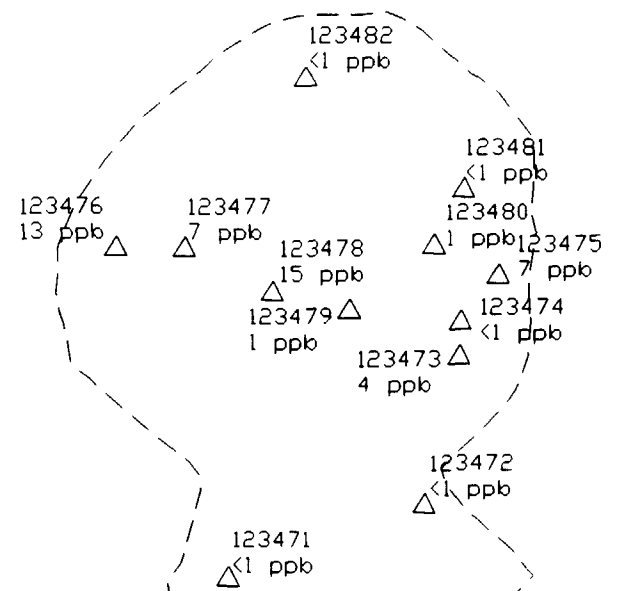 123482
<1 ppb
123481
<1 ppb
123476
13 ppb
123477
7 ppb
123480
1 ppb
123475
7 ppb
123478
15 ppb
123479
1 ppb
123474
<1 ppb
123473
4 ppb
123472
<1 ppb
123471
<1 ppb